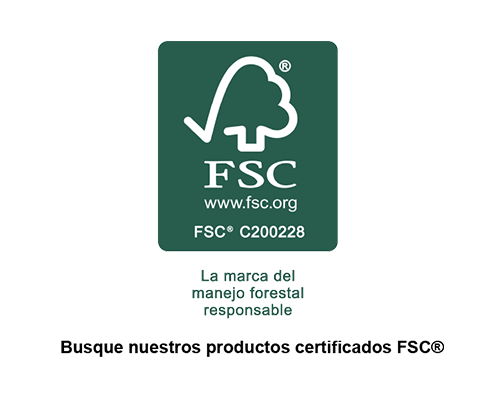 ®
FSC
www.fsc.org
FSC® C200228
La marca del
manejo forestal
responsable
Busque nuestros productos certificados FSC®